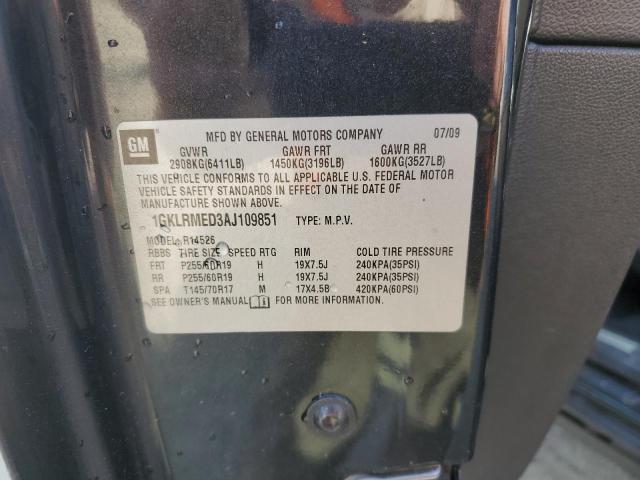 GM
MFD BY GENERAL MOTORS COMPANY 07/09
GVWR GAWR FRT GAWR RR
2908KG(6411LB) 1450KG(3196LB) 1600KG(3527LB)
THIS VEHICLE CONFORMS TO ALL APPLICABLE U.S. FEDERAL MOTOR
VEHICLE SAFETY STANDARDS IN EFFECT ON THE DATE OF
MANUFACTURE SHOWN ABOVE.
1GKLRMED3AJ109851 TYPE: M.P.V.
MODEL: R14526
RBBS TIRE SIZE SPEED RTG RIM COLD TIRE PRESSURE
FRT P255/60R19 H 19X7.5J 240KPA(35PSI)
RR P255/60R19 H 19X7.5J 240KPA(35PSI)
SPA T145/70R17 M 17X4.5B 420KPA(60PSI)
SEE OWNER'S MANUAL FOR MORE INFORMATION.